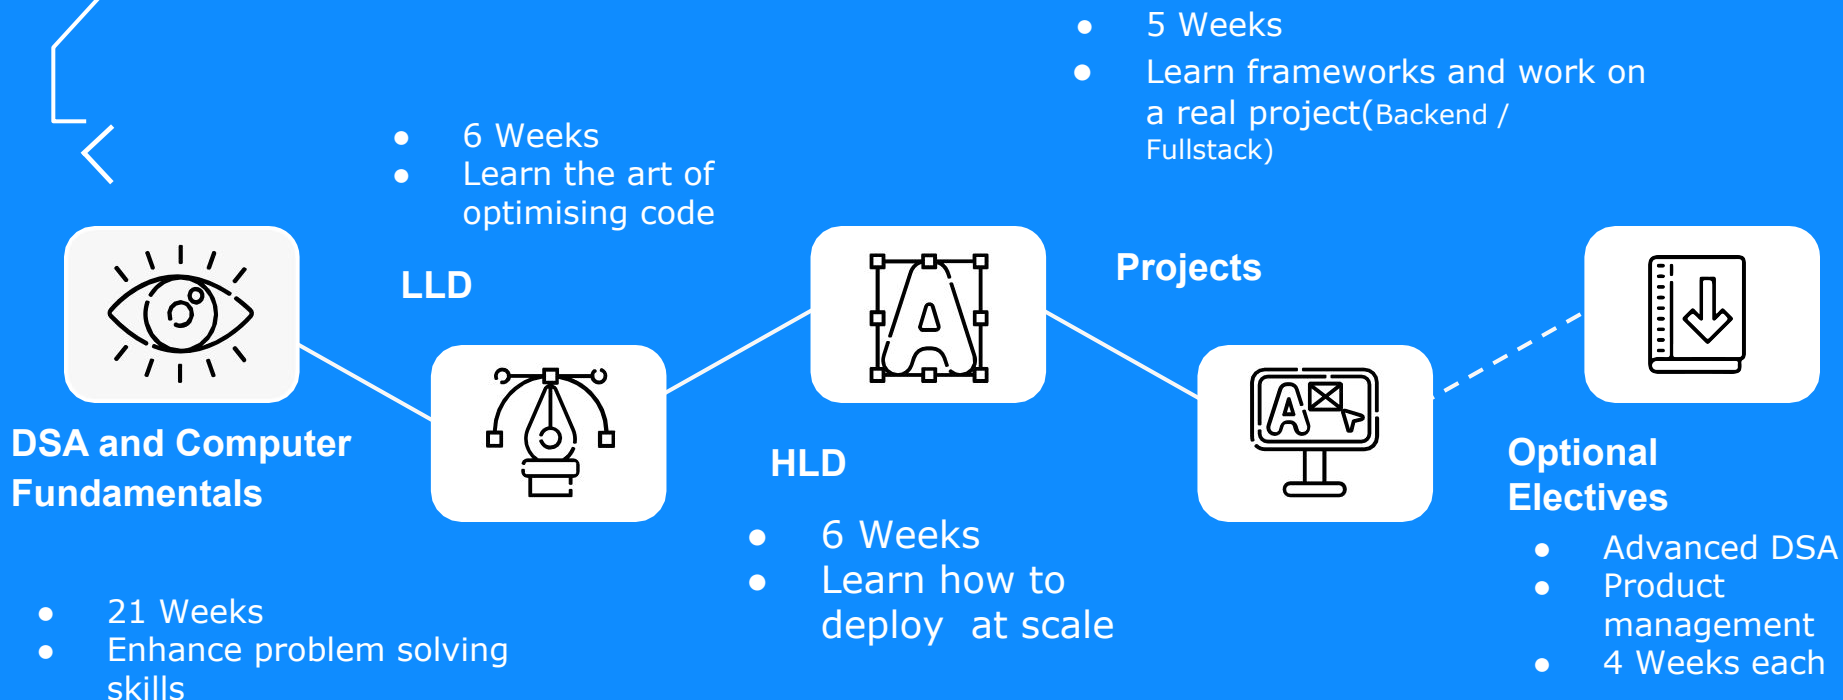 5 Weeks
Learn frameworks and work on
a real project(Backend /
Fullstack)
6 Weeks
Learn the art of
optimising code
LLD
Projects
DSA and Computer
Fundamentals
HLD
Optional
Electives
6 Weeks
Learn how to
deploy at scale
Advanced DSA
Product
management
4 Weeks each
21 Weeks
Enhance problem solving
skills